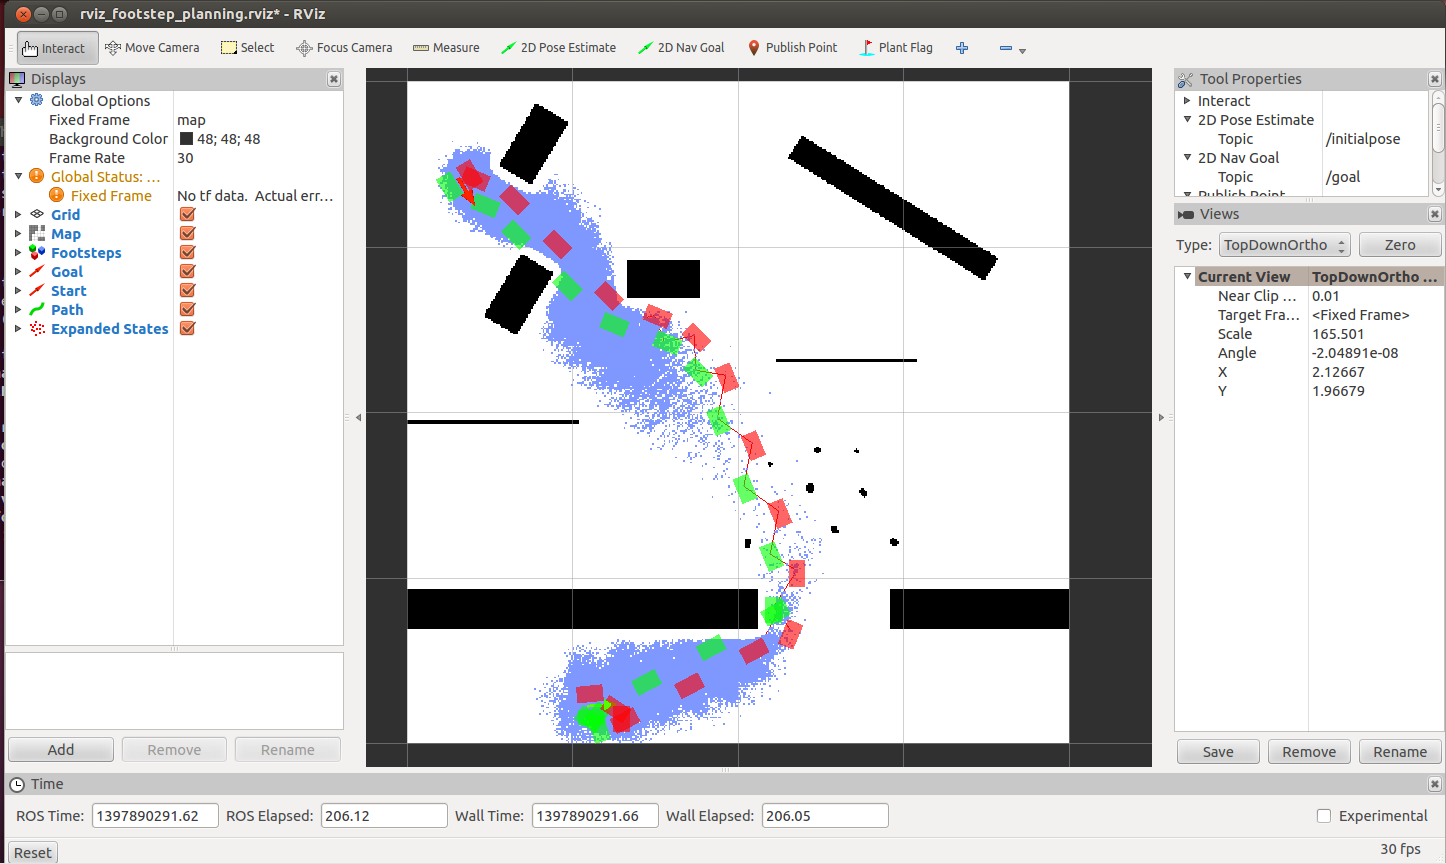 rviz_footstep_planning.rviz* - RViz
Interact Move Camera Select Focus Camera Measure 2D Pose Estimate 2D Nav Goal Publish Point Plant Flag
Displays
Global Options
Fixed Frame map
Background Color 48; 48; 48
Frame Rate 30
Global Status: ...
Fixed Frame No tf data. Actual err...
Grid
Map
Footsteps
Goal
Start
Path
Expanded States
Add Remove Rename
Tool Properties
Interact
2D Pose Estimate
Topic /initialpose
2D Nav Goal
Topic /goal
Publish Point
Views
Type: TopDownOrtho Zero
Current View TopDownOrtho ...
Near Clip ... 0.01
Target Fra... <Fixed Frame>
Scale 165.501
Angle -2.04891e-08
X 2.12667
Y 1.96679
Save Remove Rename
Time
ROS Time: 1397890291.62 ROS Elapsed: 206.12 Wall Time: 1397890291.66 Wall Elapsed: 206.05 Experimental
Reset 30 fps